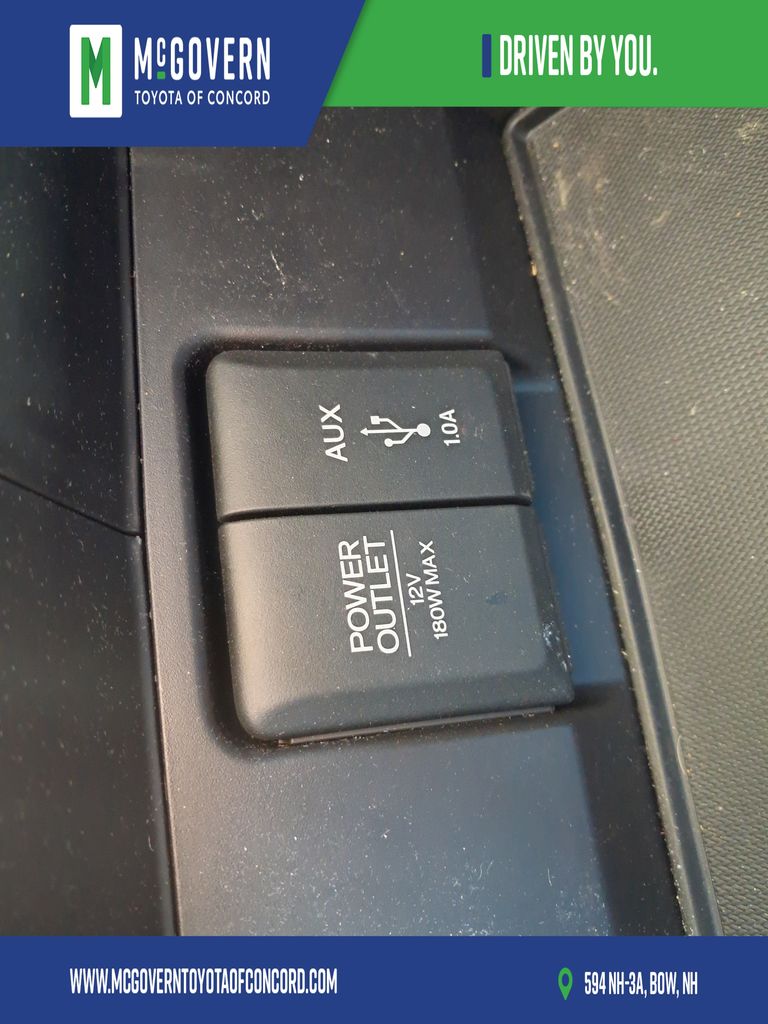 McGOVERN
TOYOTA OF CONCORD
DRIVEN BY YOU.
AUX
1.0A
POWER
OUTLET
12V
180W MAX
WWW.MCGOVERNTOYOTAOFCONCORD.COM
594 NH-3A, BOW, NH